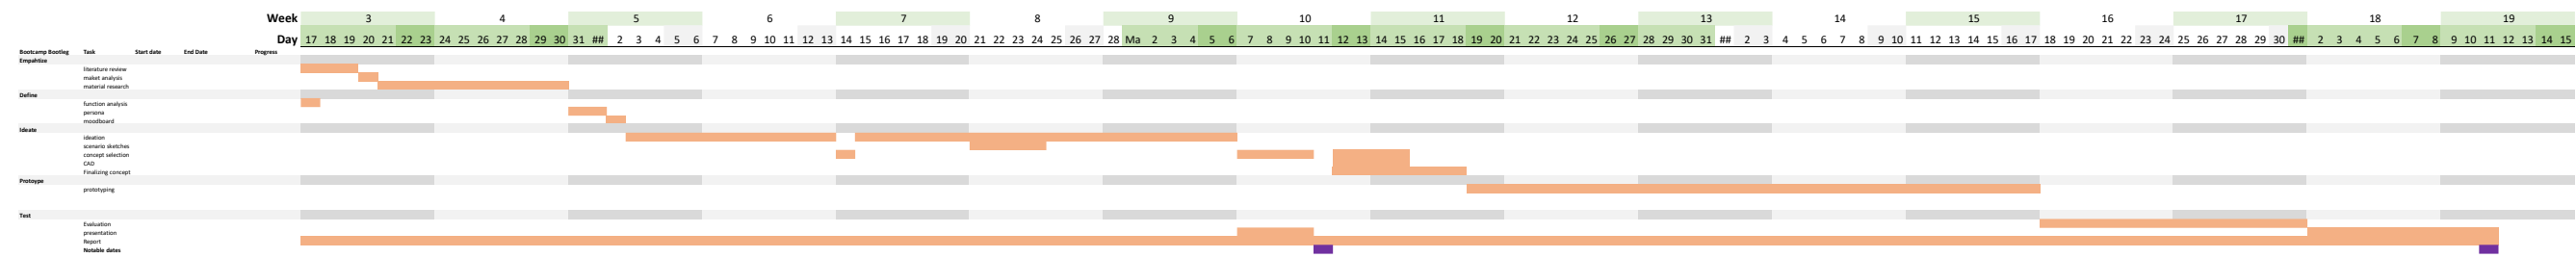 Week 3 4 5 6 7 8 9 10 11 12 13 14 15 16 17 18 19
Day 17 18 19 20 21 22 23 24 25 26 27 28 29 30 31 ## 2 3 4 5 6 7 8 9 10 11 12 13 14 15 16 17 18 19 20 21 22 23 24 25 26 27 28 Ma 2 3 4 5 6 7 8 9 10 11 12 13 14 15 16 17 18 19 20 21 22 23 24 25 26 27 28 29 30 31 ## 2 3 4 5 6 7 8 9 10 11 12 13 14 15 16 17 18 19 20 21 22 23 24 25 26 27 28 29 30 ## 2 3 4 5 6 7 8 9 10 11 12 13 14 15
Bootcamp Bootleg Task Start date End Date Progress
Empahtize
literature review
maket analysis
material research
Define
function analysis
persona
moodboard
Ideate
ideation
scenario sketches
concept selection
CAD
Finalizing concept
Protoype
prototyping
Test
Evaluation
presentation
Report
Notable dates